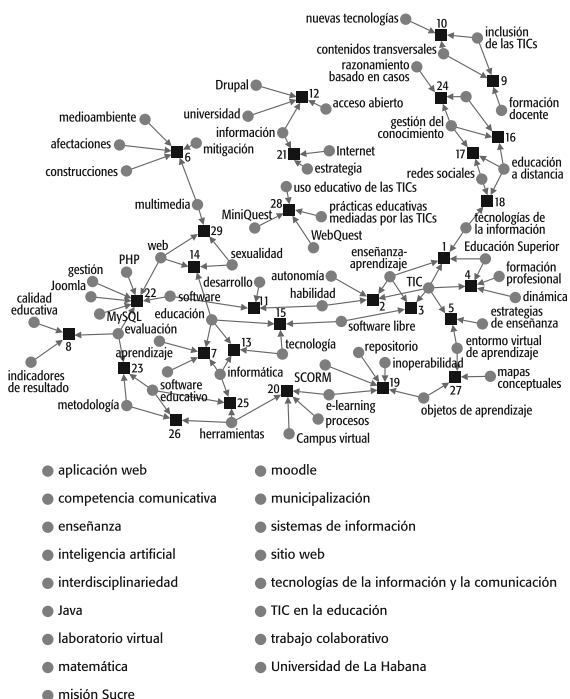 nuevas tecnologías
10
inclusión
de las TICs
contenidos transversales
razonamiento
basado en casos
9
24
Drupal
12
acceso abierto
formación
docente
universidad
medioambiente
información
gestión del
conocimiento
16
afectaciones
mitigación
6
21
Internet
17
construcciones
estrategia
redes sociales
educación
a distancia
uso educativo de las TICs
18
multimedia
28
MiniQuest
prácticas educativas
mediadas por las TICs
29
WebQuest
tecnologías de
la información
web
14
sexualidad
enseñanza-
aprendizaje
1
Educación Superior
PHP
gestión
desarrollo
autonomía
TIC
4
formación
profesional
Joomla
22
software
11
habilidad
2
3
dinámica
calidad
educativa
MySQL
educación
15
5
estrategias
de enseñanza
evaluación
software libre
8
aprendizaje
7
13
tecnología
repositorio
entorno virtual
de aprendizaje
indicadores
de resultado
23
informática
SCORM
inoperabilidad
software
educativo
20
19
27
mapas
conceptuales
metodología
25
e-learning
objetos de aprendizaje
26
herramientas
procesos
Campus virtual
aplicación web
competencia comunicativa
enseñanza
inteligencia artificial
interdisciplinariedad
Java
laboratorio virtual
matemática
misión Sucre
moodle
municipalización
sistemas de información
sitio web
tecnologías de la información y la comunicación
TIC en la educación
trabajo colaborativo
Universidad de La Habana